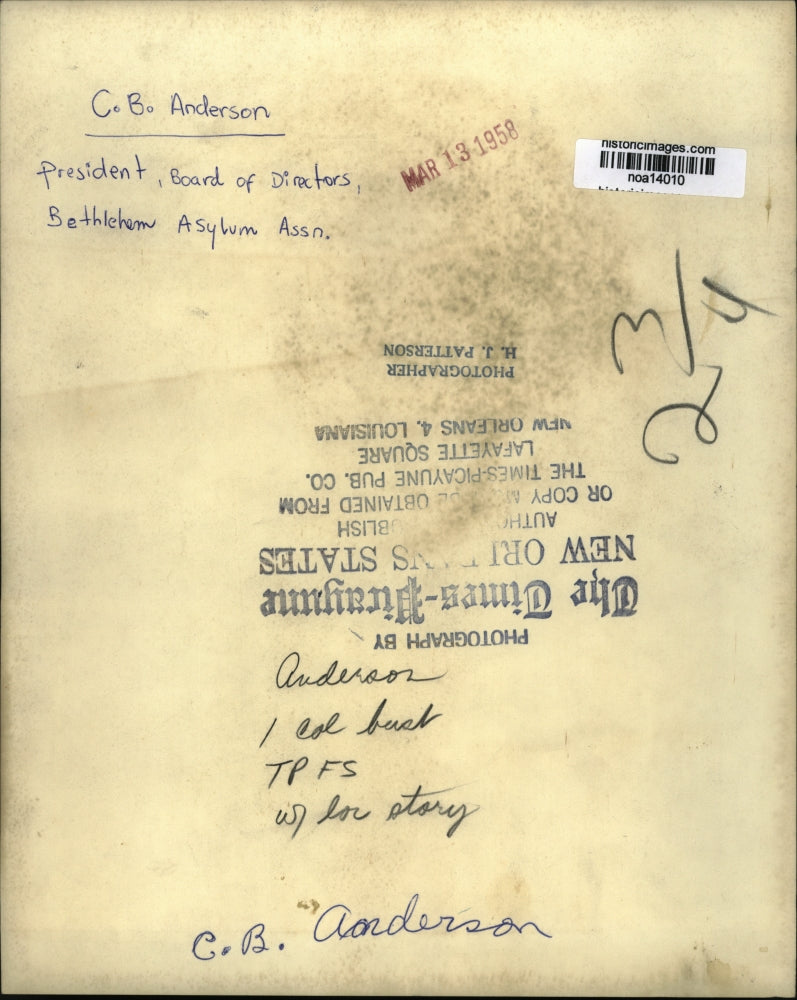 C. B. Anderson
President, Board of Directors,
Bethlehem Asylum Assn.
MAR 13 1958
historicimages.com
noa14010
2 3/4
PHOTOGRAPH BY
The Times-Picayune
NEW STATES
OR COPY OBTAINED FROM
THE TIMES-PICAYUNE PUB. CO.
LAFAYETTE SQUARE
NEW ORLEANS 4, LOUISIANA
PHOTOGRAPHER
H. J. PATTERSON
Anderson
1 col bust
TP FS
w/ loc story
C. B. Anderson